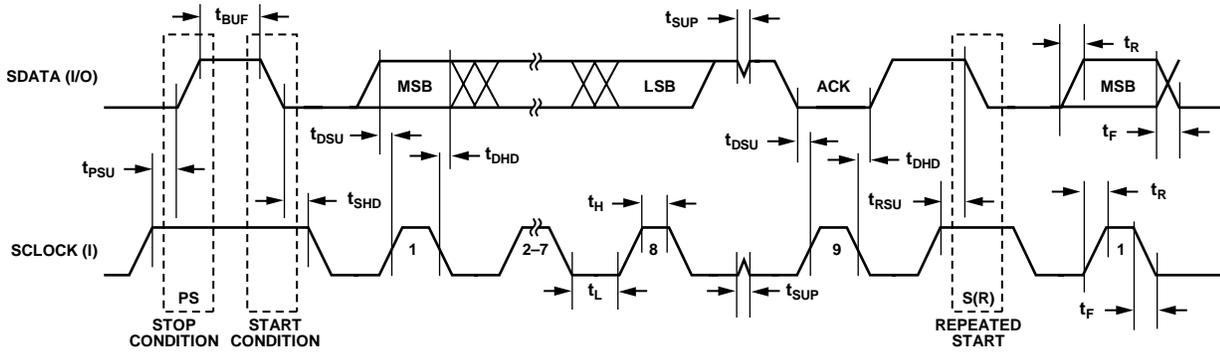 tBUF
tSUP
tR
SDATA (I/O)
MSB
LSB
ACK
MSB
tDSU
tDHD
tDSU
tDHD
tF
tPSU
tSHD
tH
tRSU
tR
SCLOCK (I)
1
2–7
8
9
1
PS
tL
tSUP
S(R)
tF
STOP
CONDITION
START
CONDITION
REPEATED
START